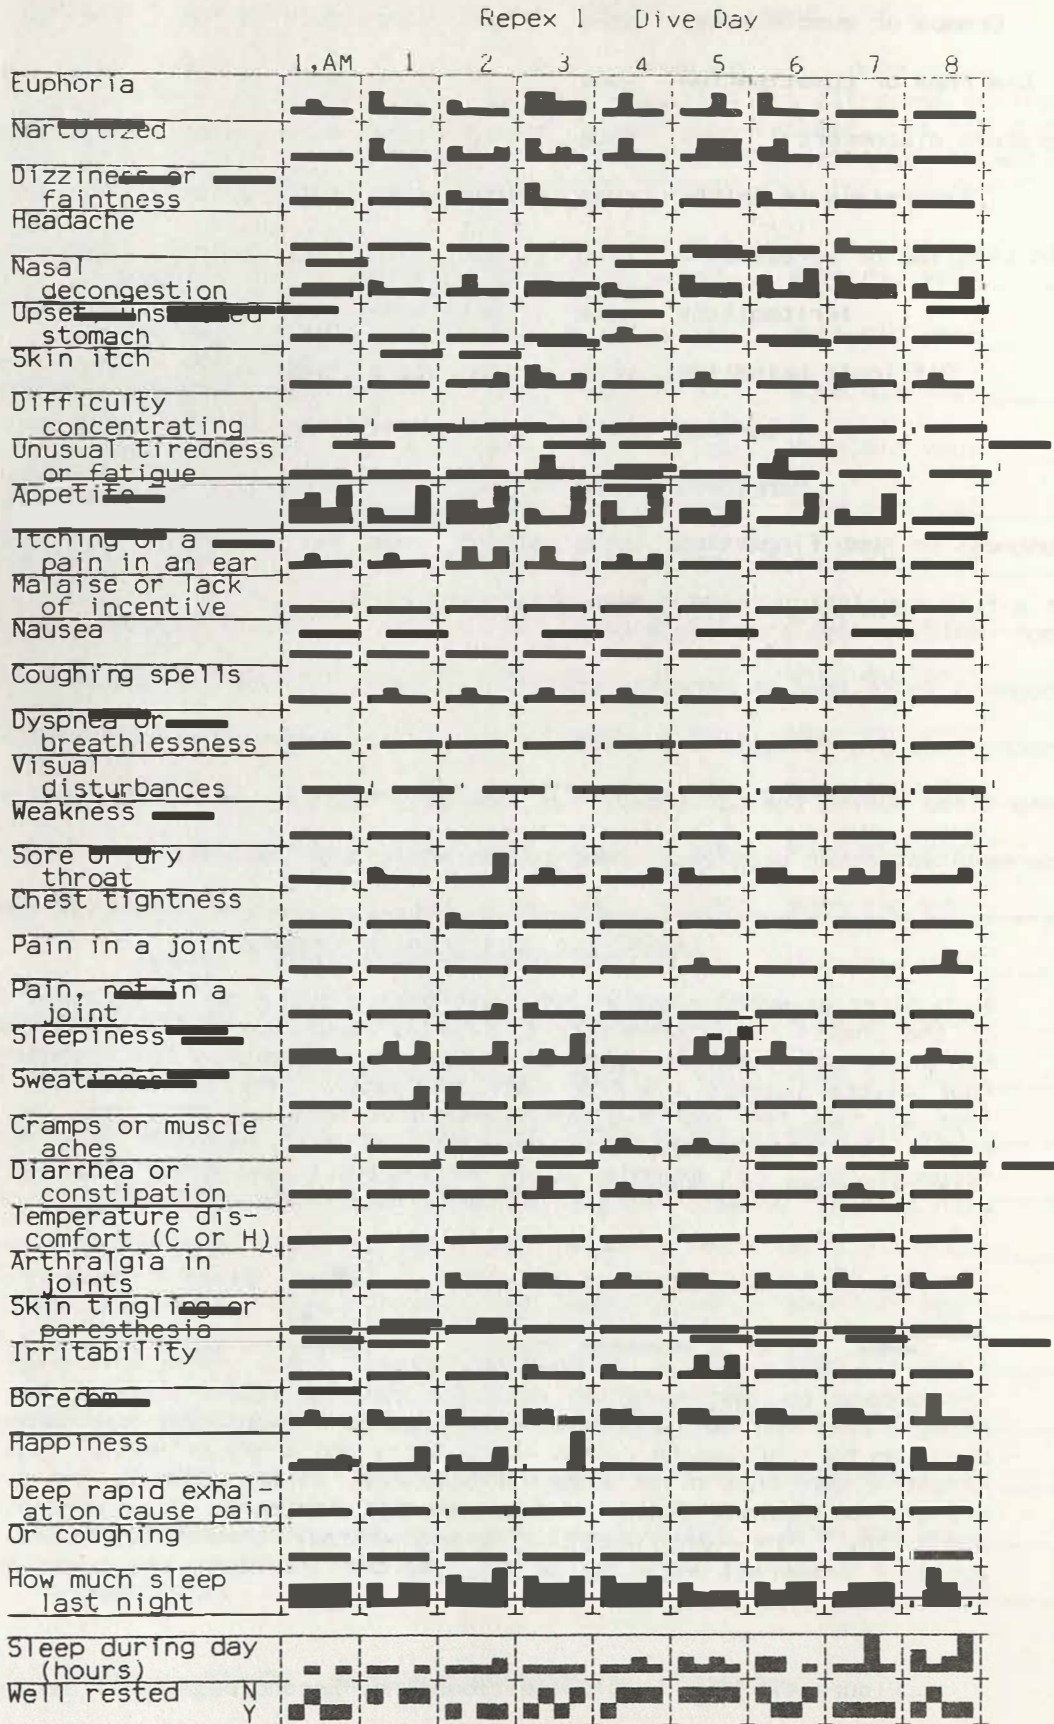 Repex 1 Dive Day
1,AM 1 2 3 4 5 6 7 8
Euphoria
Narcotized
Dizziness or
faintness
Headache
Nasal
decongestion
Upset,
stomach
Skin itch
Difficulty
concentrating
Unusual tiredness
or fatigue
Appetite
Itching or a
pain in an ear
Malaise or lack
of incentive
Nausea
Coughing spells
Dyspnea or
breathlessness
Visual
disturbances
Weakness
Sore or dry
throat
Chest tightness
Pain in a joint
Pain, not in a
joint
Sleepiness
Sweatiness
Cramps or muscle
aches
Diarrhea or
constipation
Temperature dis-
comfort (C or H)
Arthralgia in
joints
Skin tingling or
paresthesia
Irritability
Boredom
Happiness
Deep rapid exhal-
ation cause pain
Or coughing
How much sleep
last night
Sleep during day
(hours)
Well rested N
Y